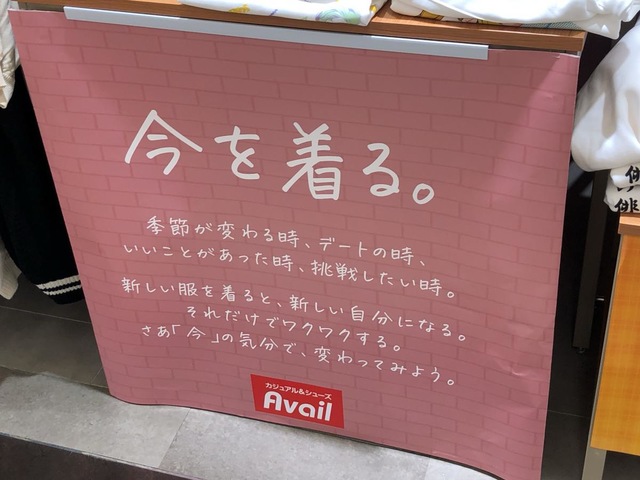 今を着る。
季節が変わる時、デートの時、
いいことがあった時、挑戦したい時。
新しい服を着ると、新しい自分になる。
それだけでワクワクする。
さあ「今」の気分で、変わってみよう。
カジュアル&シューズ
Avail